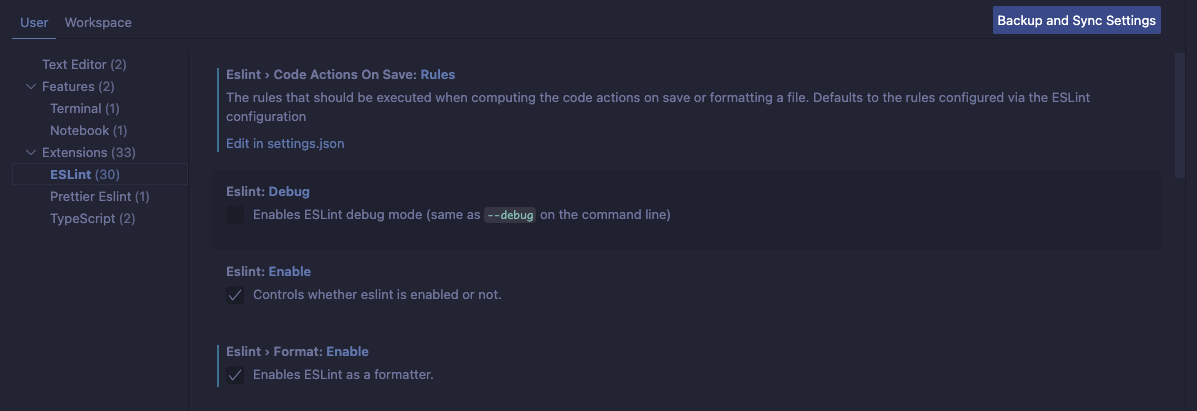 User
Workspace
Backup and Sync Settings
Text Editor (2)
Features (2)
Terminal (1)
Notebook (1)
Extensions (33)
ESLint (30)
Prettier Eslint (1)
TypeScript (2)
Eslint › Code Actions On Save: Rules
The rules that should be executed when computing the code actions on save or formatting a file. Defaults to the rules configured via the ESLint
configuration
Edit in settings.json
Eslint: Debug
Enables ESLint debug mode (same as --debug on the command line)
Eslint: Enable
Controls whether eslint is enabled or not.
Eslint › Format: Enable
Enables ESLint as a formatter.